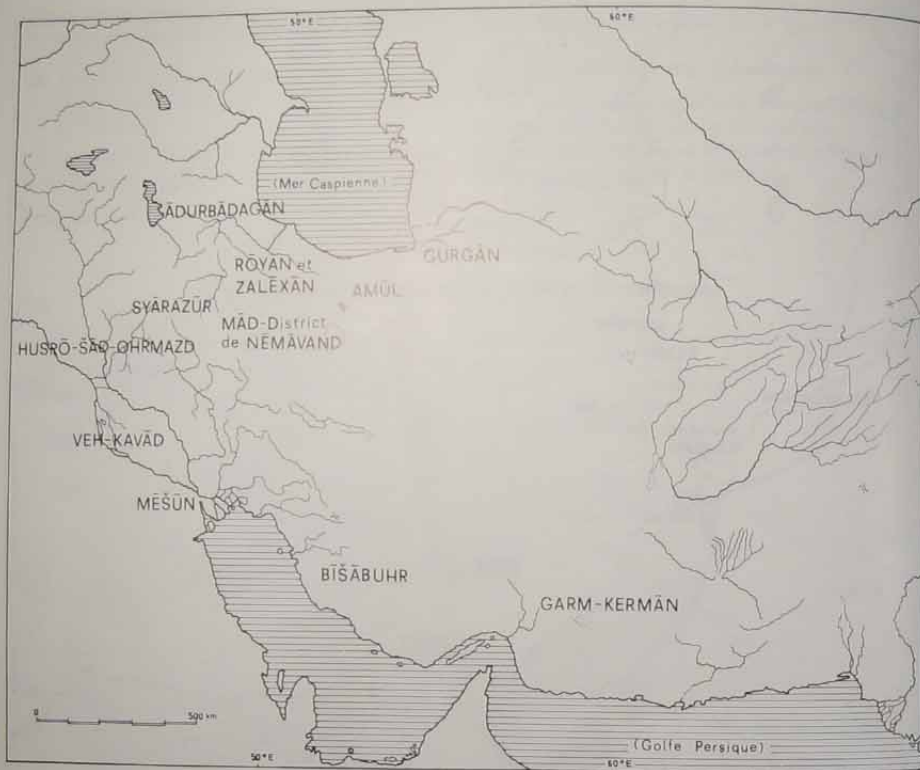 50°E
60°E
(Mer Caspienne)
ĀDURBĀDAGĀN
GURGĀN
RŌYAN et
ZALĒXĀN
AMŪL
SYĀRAZŪR
MĀD-District
de NĒMĀVAND
HUSRŌ-ŠĀD-OHRMAZD
VEH-KAVĀD
MĒŠŪN
BĪŠĀBUHR
GARM-KERMĀN
0
500 km
50°E
(Golfe Persique)
60°E